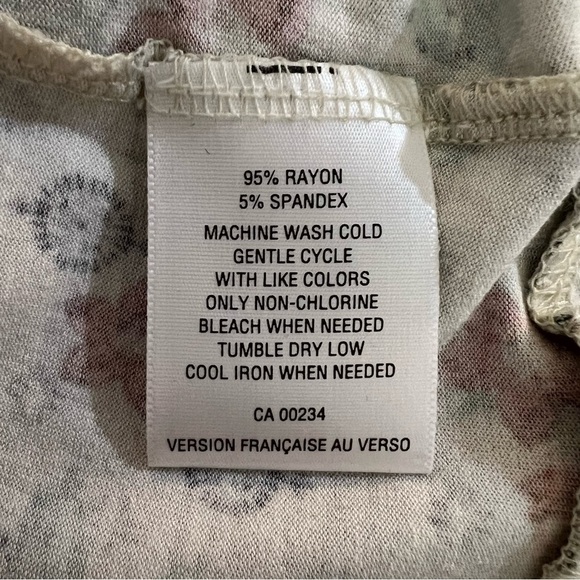 95% RAYON
5% SPANDEX
MACHINE WASH COLD
GENTLE CYCLE
WITH LIKE COLORS
ONLY NON-CHLORINE
BLEACH WHEN NEEDED
TUMBLE DRY LOW
COOL IRON WHEN NEEDED
CA 00234
VERSION FRANÇAISE AU VERSO